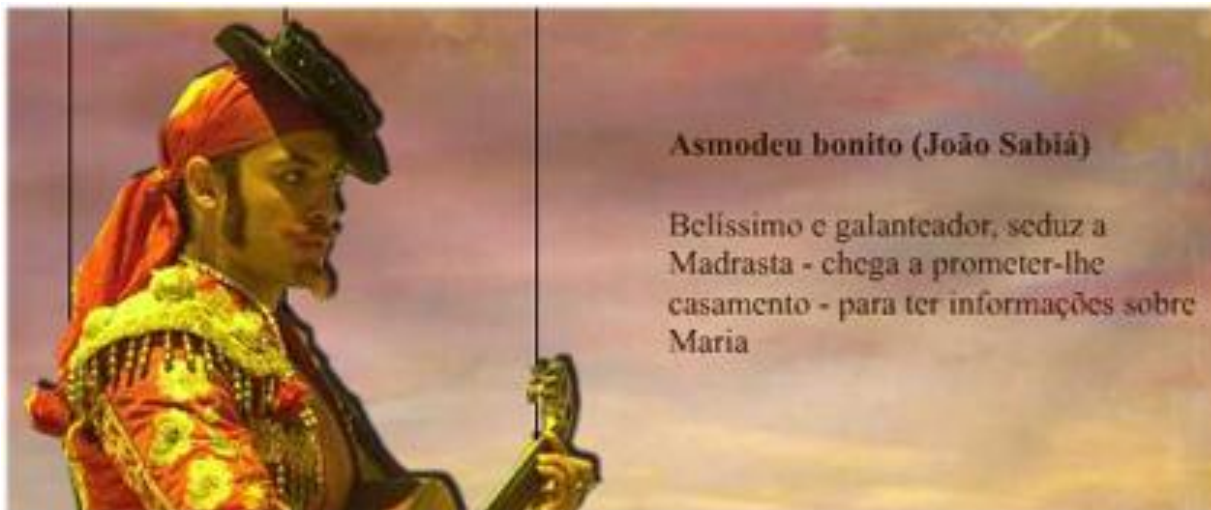 Asmodeu bonito (João Sabiá)
Belíssimo e galanteador, seduz a
Madrasta - chega a prometer-lhe
casamento - para ter informações sobre
Maria